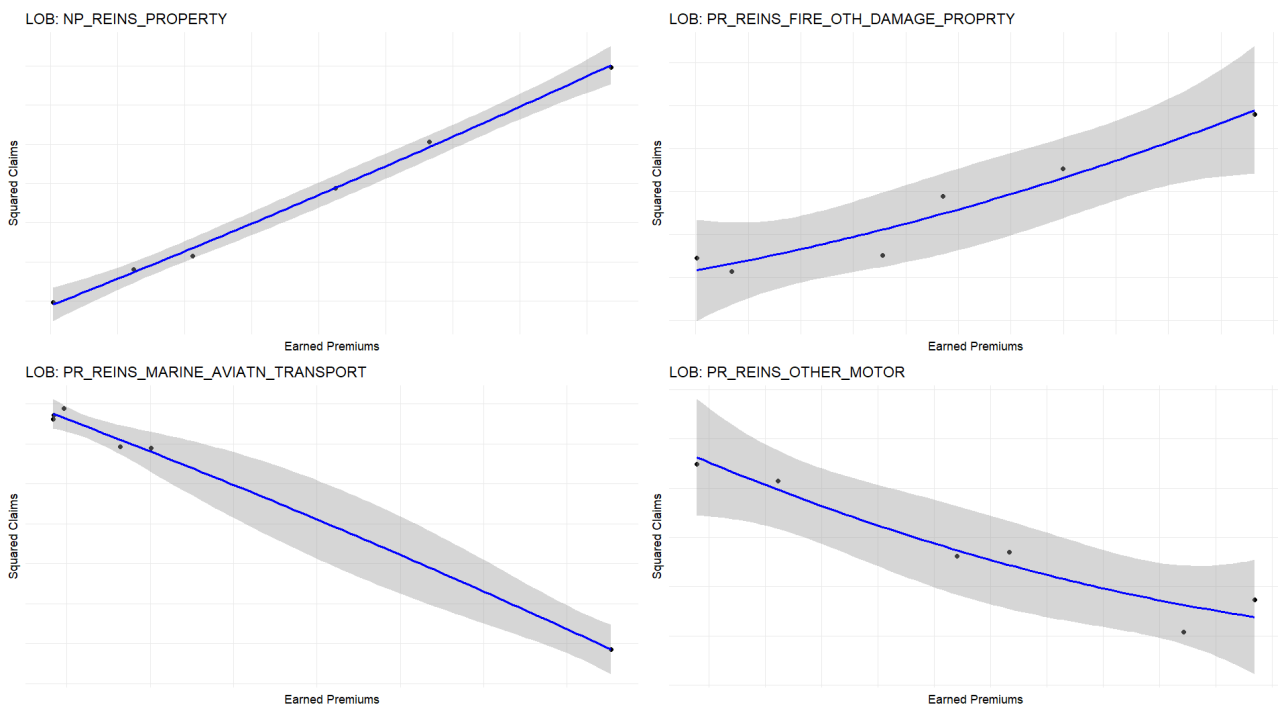 LOB: NP_REINS_PROPERTY
Squared Claims
Earned Premiums
LOB: PR_REINS_FIRE_OTH_DAMAGE_PROPRTY
Squared Claims
Earned Premiums
LOB: PR_REINS_MARINE_AVIATN_TRANSPORT
Squared Claims
Earned Premiums
LOB: PR_REINS_OTHER_MOTOR
Squared Claims
Earned Premiums